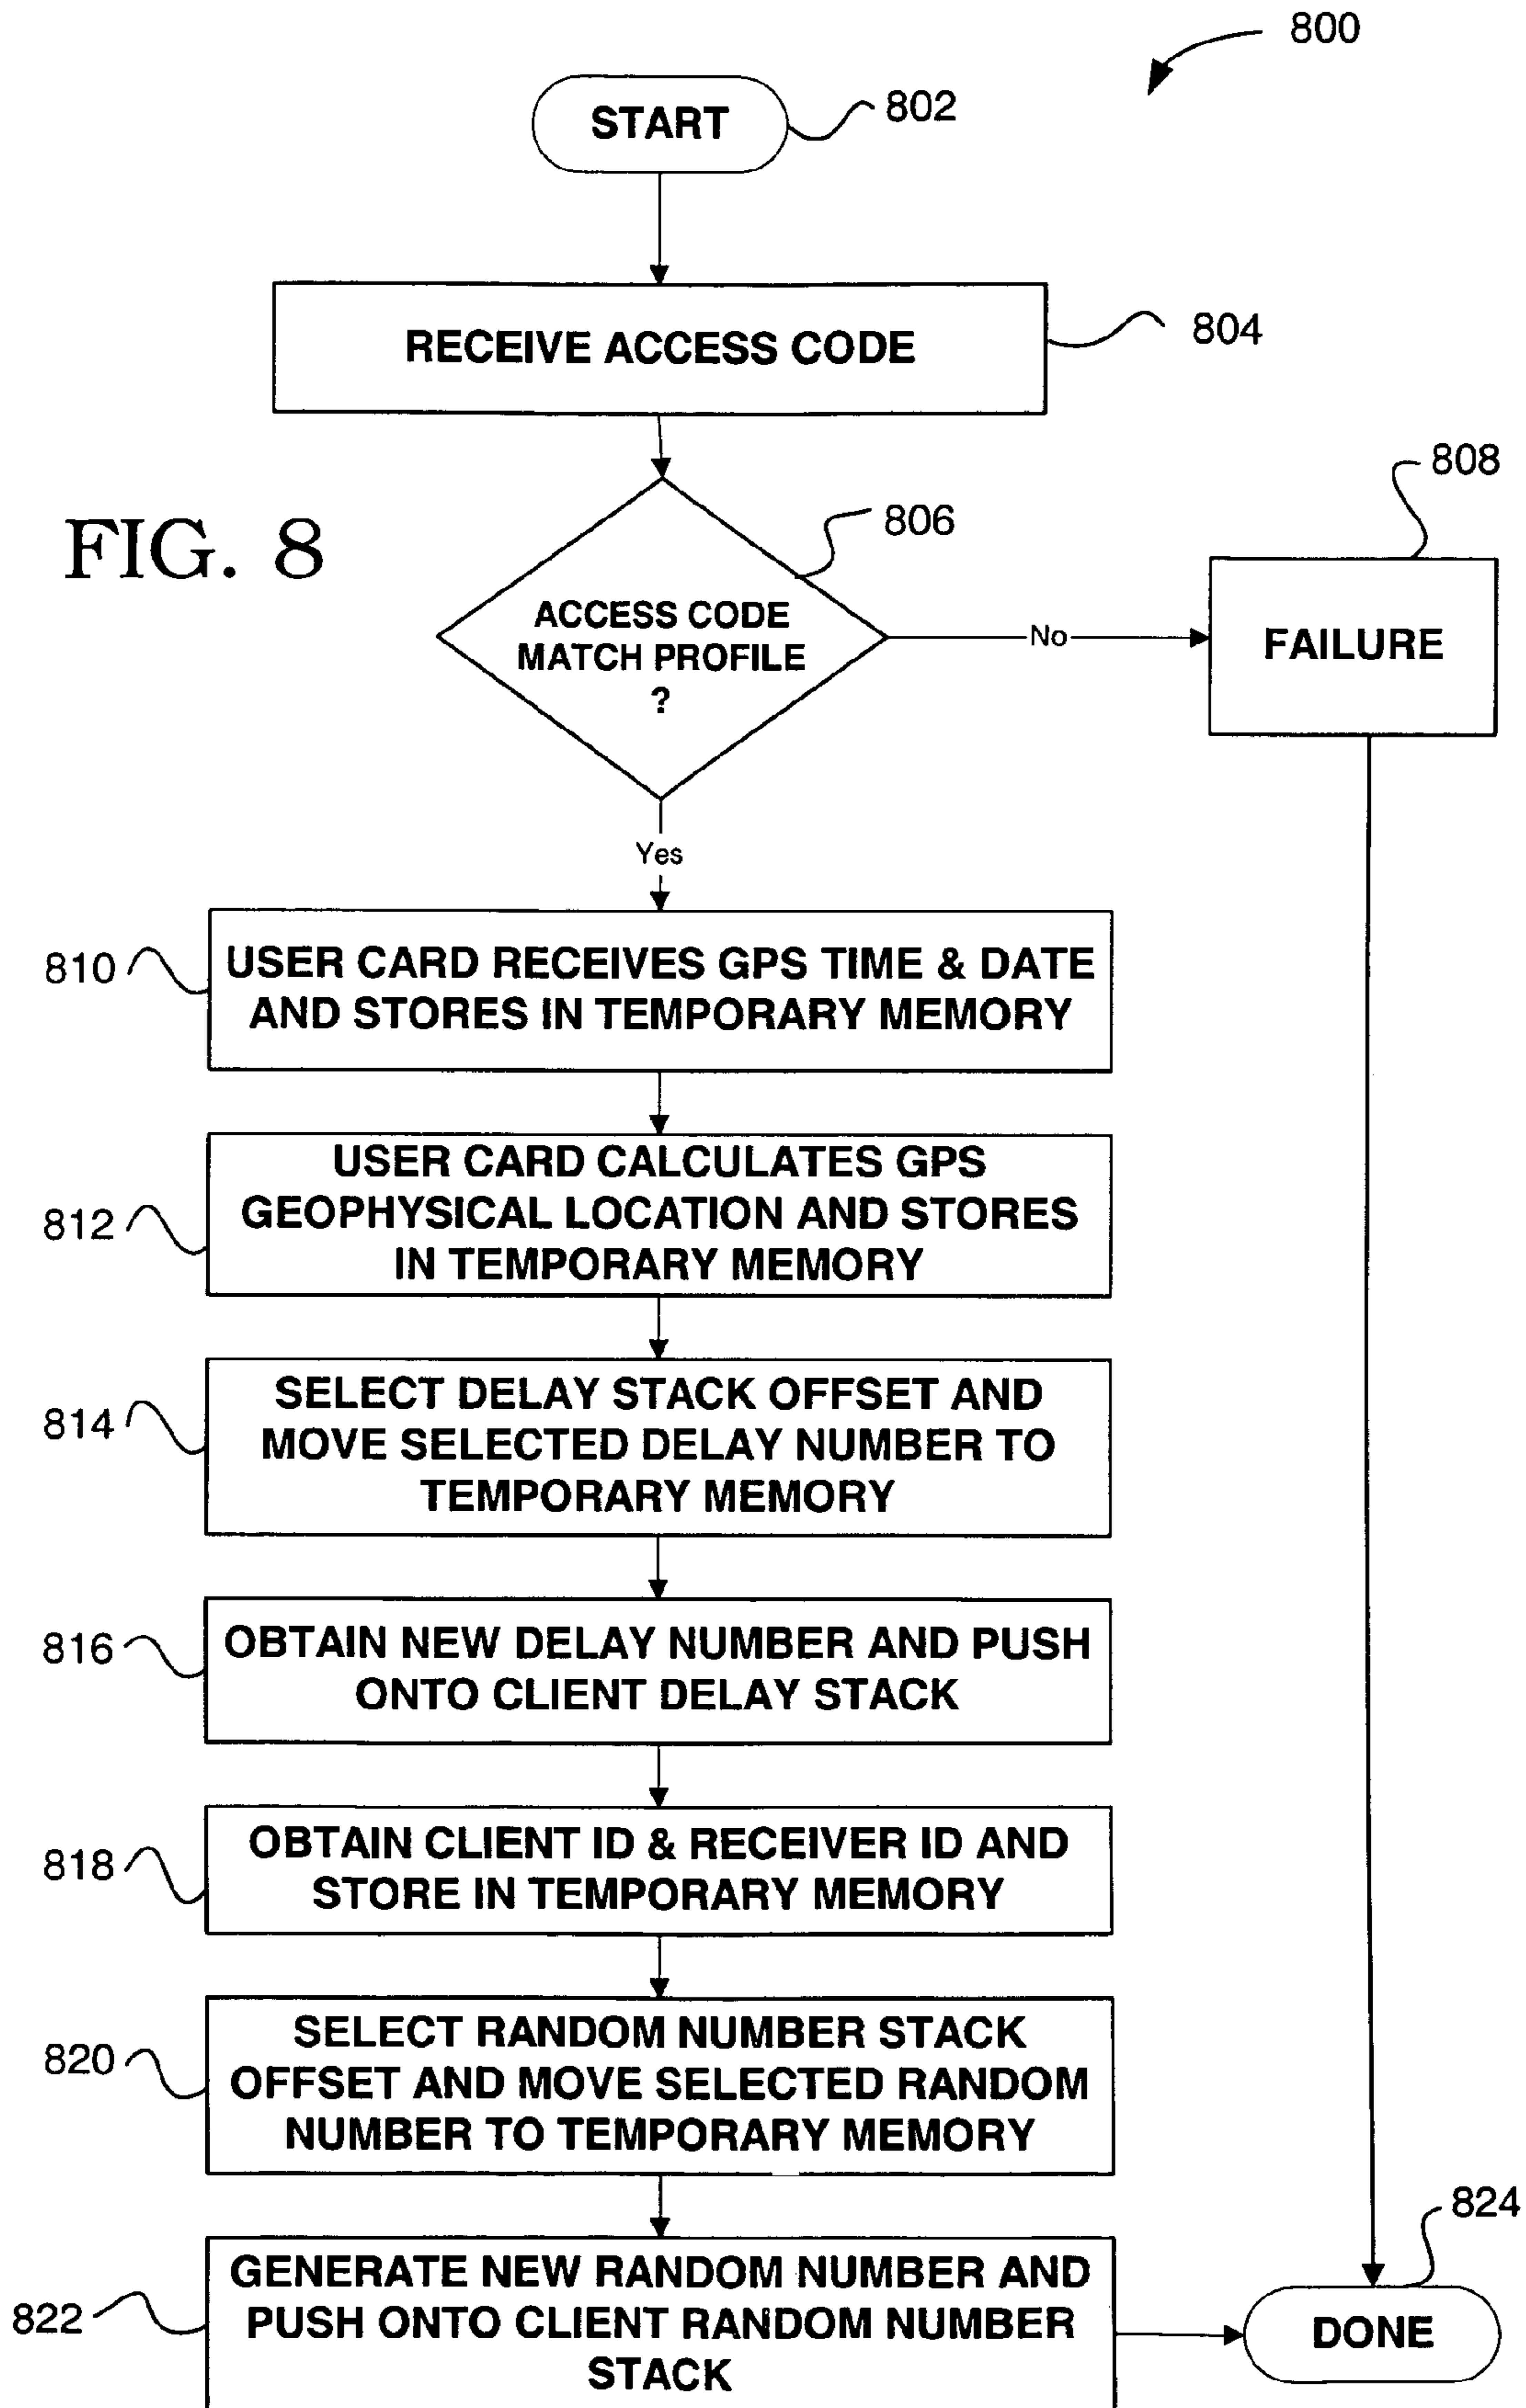 800
START
802
RECEIVE ACCESS CODE
804
808
FIG. 8
806
ACCESS CODE
MATCH PROFILE
?
No
FAILURE
Yes
810
USER CARD RECEIVES GPS TIME & DATE
AND STORES IN TEMPORARY MEMORY
812
USER CARD CALCULATES GPS
GEOPHYSICAL LOCATION AND STORES
IN TEMPORARY MEMORY
814
SELECT DELAY STACK OFFSET AND
MOVE SELECTED DELAY NUMBER TO
TEMPORARY MEMORY
816
OBTAIN NEW DELAY NUMBER AND PUSH
ONTO CLIENT DELAY STACK
818
OBTAIN CLIENT ID & RECEIVER ID AND
STORE IN TEMPORARY MEMORY
820
SELECT RANDOM NUMBER STACK
OFFSET AND MOVE SELECTED RANDOM
NUMBER TO TEMPORARY MEMORY
822
GENERATE NEW RANDOM NUMBER AND
PUSH ONTO CLIENT RANDOM NUMBER
STACK
824
DONE